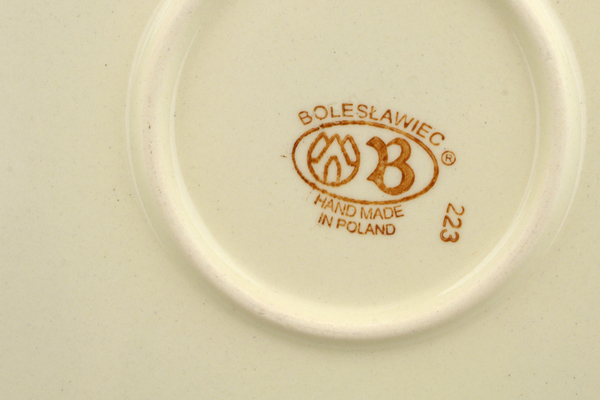 BOLESŁAWIEC ®
B
HAND MADE
IN POLAND
223